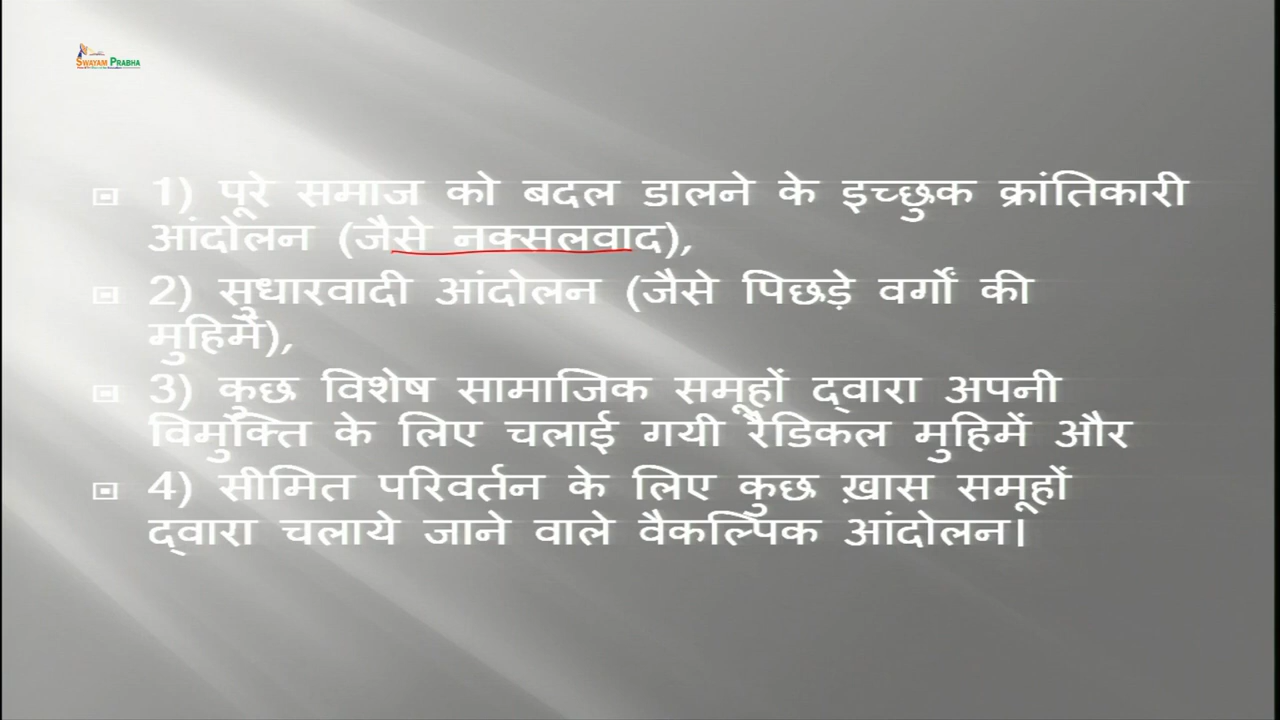 SWAYAM PRABHA
1) पूरे समाज को बदल डालने के इच्छुक क्रांतिकारी
आंदोलन (जैसे नक्सलवाद),
2) सुधारवादी आंदोलन (जैसे पिछड़े वर्गों की
मुहिमें),
3) कुछ विशेष सामाजिक समूहों द्वारा अपनी
विमुक्ति के लिए चलाई गयी रैडिकल मुहिमें और
4) सीमित परिवर्तन के लिए कुछ ख़ास समूहों
द्वारा चलाये जाने वाले वैकल्पिक आंदोलन।